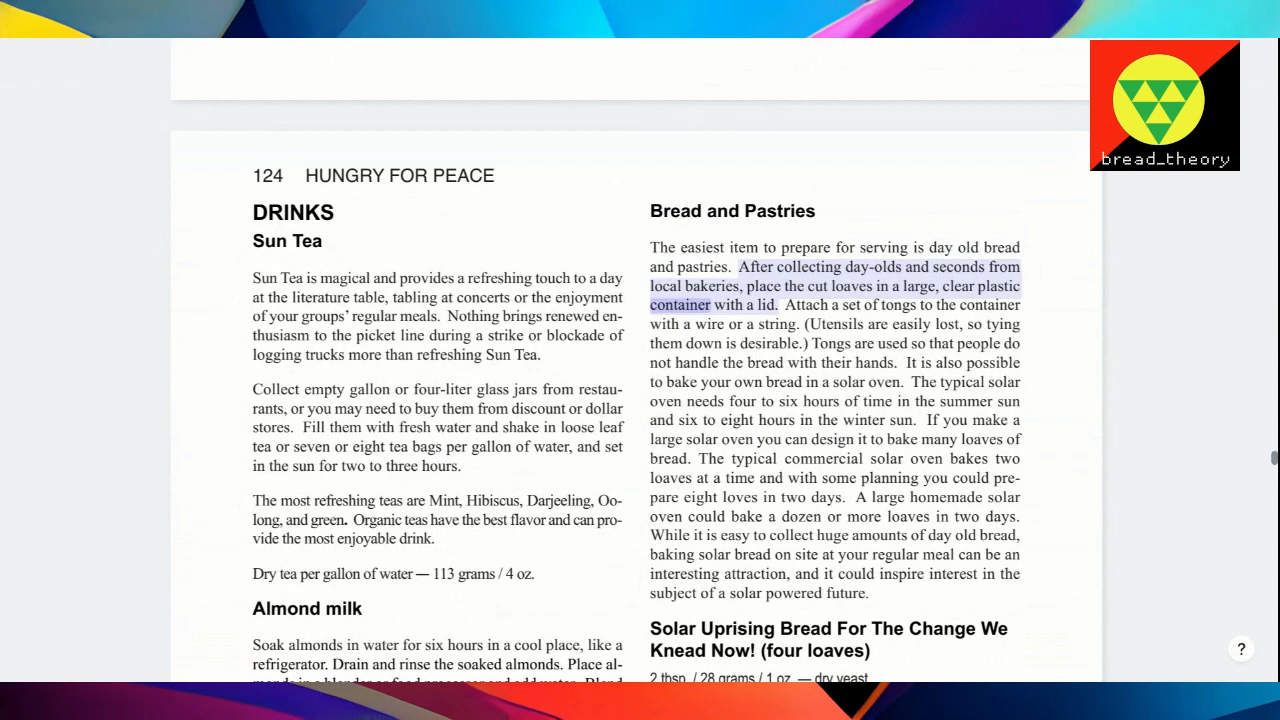 bread_theory
124 HUNGRY FOR PEACE
DRINKS
Sun Tea
Sun Tea is magical and provides a refreshing touch to a day
at the literature table, tabling at concerts or the enjoyment
of your groups' regular meals. Nothing brings renewed en-
thusiasm to the picket line during a strike or blockade of
logging trucks more than refreshing Sun Tea.
Collect empty gallon or four-liter glass jars from restau-
rants, or you may need to buy them from discount or dollar
stores. Fill them with fresh water and shake in loose leaf
tea or seven or eight tea bags per gallon of water, and set
in the sun for two to three hours.
The most refreshing teas are Mint, Hibiscus, Darjeeling, Oo-
long, and green. Organic teas have the best flavor and can pro-
vide the most enjoyable drink.
Dry tea per gallon of water — 113 grams / 4 oz.
Almond milk
Soak almonds in water for six hours in a cool place, like a
refrigerator. Drain and rinse the soaked almonds. Place al-
monds in a blender or food processor and add water. Blend
Bread and Pastries
The easiest item to prepare for serving is day old bread
and pastries. After collecting day-olds and seconds from
local bakeries, place the cut loaves in a large, clear plastic
container with a lid. Attach a set of tongs to the container
with a wire or a string. (Utensils are easily lost, so tying
them down is desirable.) Tongs are used so that people do
not handle the bread with their hands. It is also possible
to bake your own bread in a solar oven. The typical solar
oven needs four to six hours of time in the summer sun
and six to eight hours in the winter sun. If you make a
large solar oven you can design it to bake many loaves of
bread. The typical commercial solar oven bakes two
loaves at a time and with some planning you could pre-
pare eight loves in two days. A large homemade solar
oven could bake a dozen or more loaves in two days.
While it is easy to collect huge amounts of day old bread,
baking solar bread on site at your regular meal can be an
interesting attraction, and it could inspire interest in the
subject of a solar powered future.
Solar Uprising Bread For The Change We
Knead Now! (four loaves)
2 tbsp. / 28 grams / 1 oz. — dry yeast
?